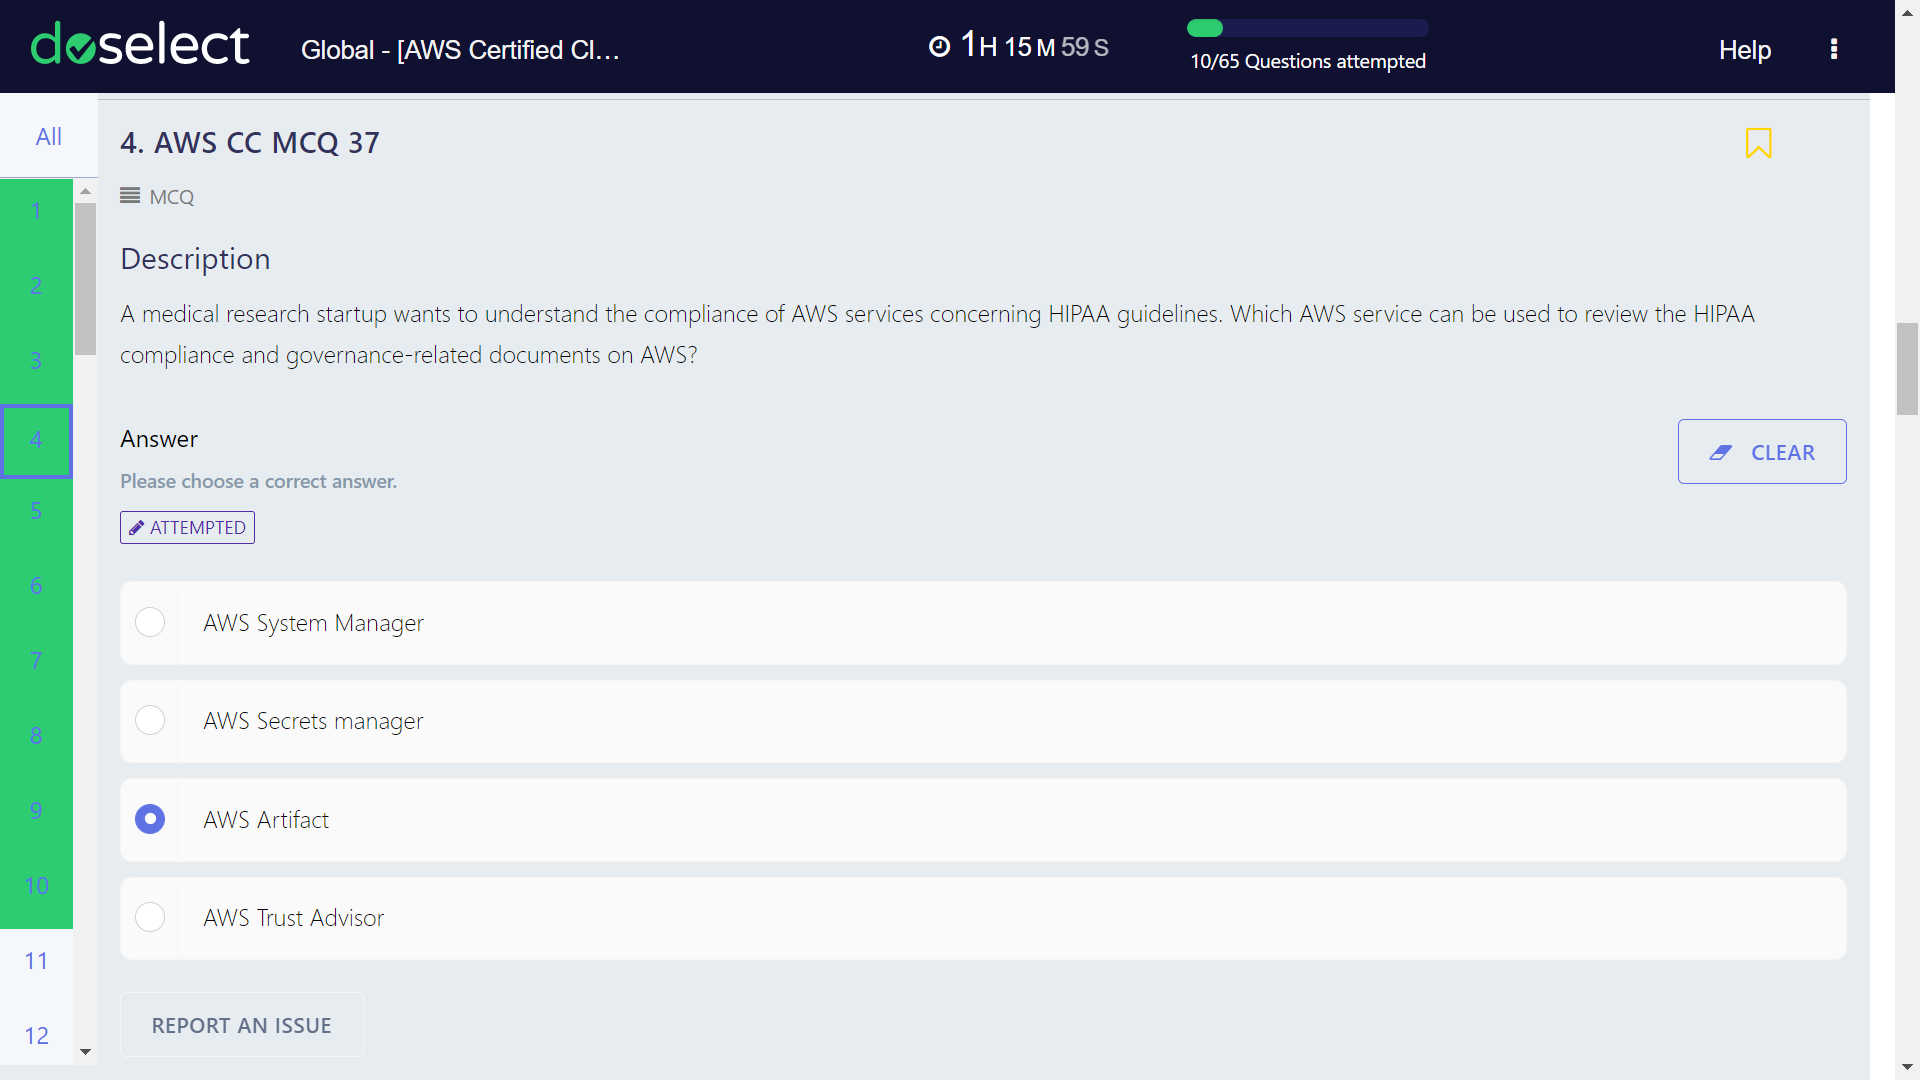 doselect
Global - [AWS Certified Cl...
1H 15 M 59 S
10/65 Questions attempted
Help
All
1
2
3
4
5
6
7
8
9
10
11
12
4. AWS CC MCQ 37
MCQ
Description
A medical research startup wants to understand the compliance of AWS services concerning HIPAA guidelines. Which AWS service can be used to review the HIPAA
compliance and governance-related documents on AWS?
Answer
CLEAR
Please choose a correct answer.
ATTEMPTED
AWS System Manager
AWS Secrets manager
AWS Artifact
AWS Trust Advisor
REPORT AN ISSUE